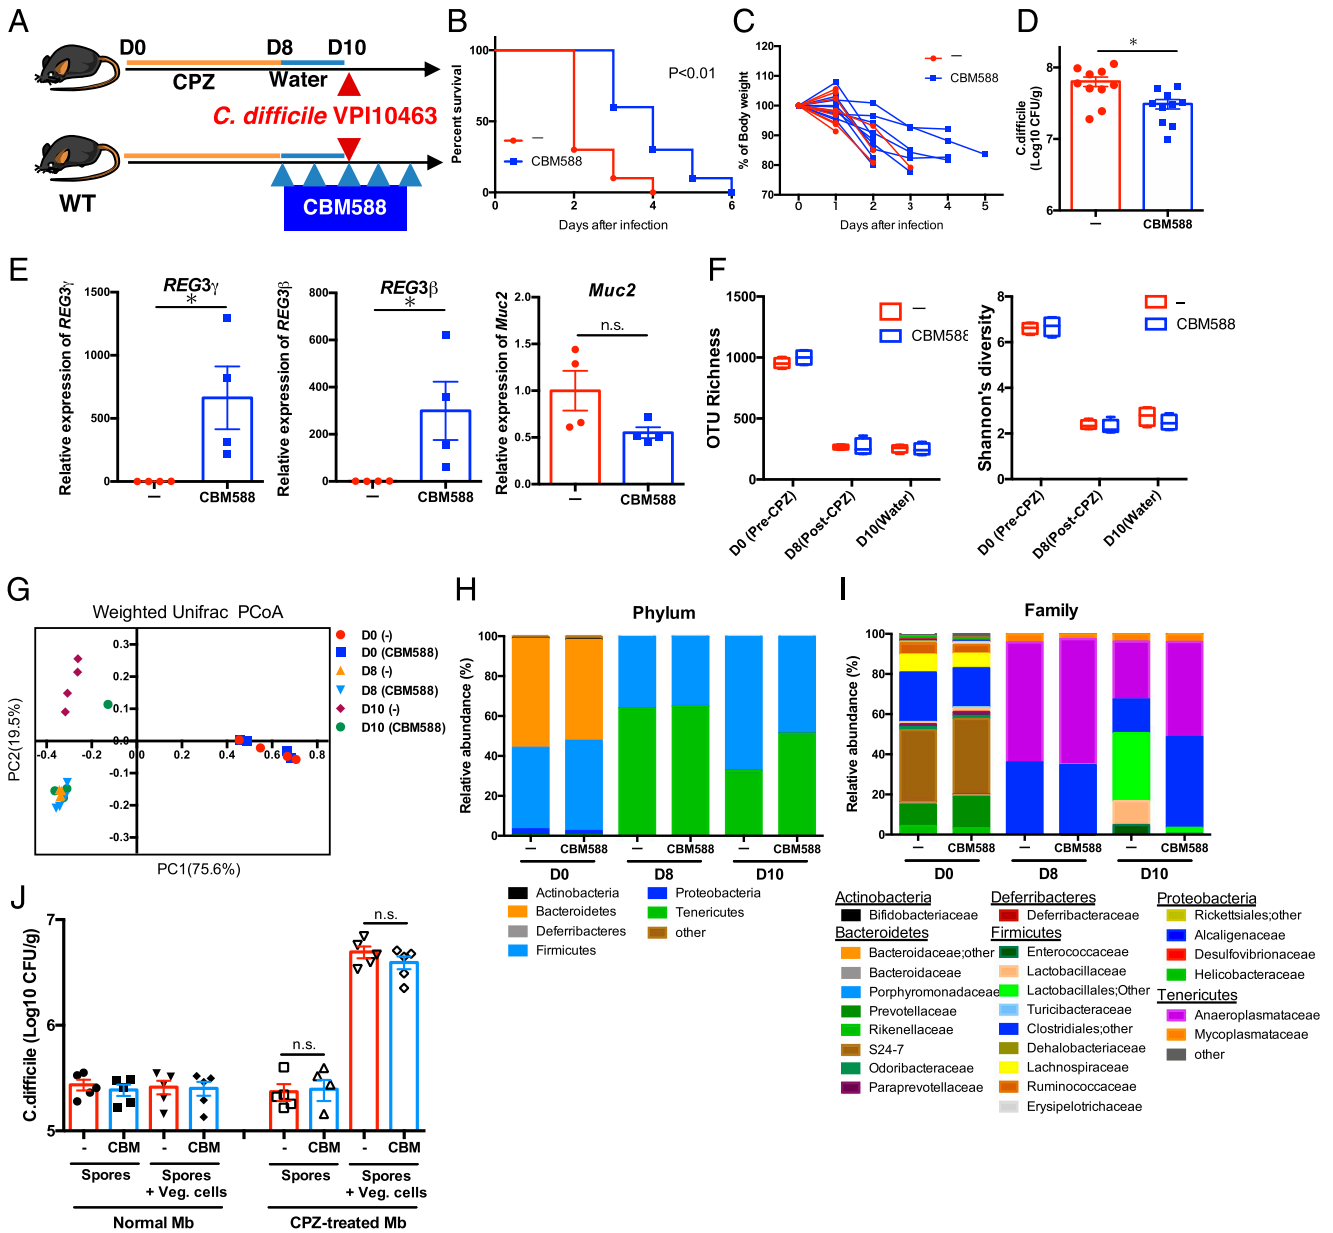 A
D0
D8
D10
CPZ
Water
C. difficile VPI10463
WT
CBM588
B
Percent survival
100
50
0
P<0.01
—
CBM588
0 2 4 6
Days after infection
C
% of Body weight
120
110
100
90
80
70
—
CBM588
0 1 2 3 4 5
Days after infection
D
C.difficile
(Log10 CFU/g)
8
7
6
*
— CBM588
E
Relative expression of REG3γ
REG3γ
*
1500
1000
500
0
— CBM588
Relative expression of REG3β
REG3β
*
800
600
400
200
0
— CBM588
Relative expression of Muc2
Muc2
n.s.
2.0
1.5
1.0
0.5
0.0
— CBM588
F
OTU Richness
1500
1000
500
0
—
CBM588
D0 (Pre-CPZ)
D8(Post-CPZ)
D10(Water)
Shannon's diversity
8
6
4
2
0
–
CBM588
D0 (Pre-CPZ)
D8(Post-CPZ)
D10(Water)
G
Weighted Unifrac PCoA
PC2(19.5%)
0.3
0.2
0.1
0.0
-0.1
-0.2
-0.3
-0.4 -0.2 0.0 0.2 0.4 0.6 0.8
PC1(75.6%)
D0 (-)
D0 (CBM588)
D8 (-)
D8 (CBM588)
D10 (-)
D10 (CBM588)
H
Phylum
Relative abundance (%)
100
80
60
40
20
0
— CBM588 — CBM588 — CBM588
D0 D8 D10
Actinobacteria
Bacteroidetes
Deferribacteres
Firmicutes
Proteobacteria
Tenericutes
other
I
Family
Relative abundance (%)
100
80
60
40
20
0
— CBM588 — CBM588 — CBM588
D0 D8 D10
Actinobacteria
Bifidobacteriaceae
Bacteroidetes
Bacteroidaceae;other
Bacteroidaceae
Porphyromonadaceae
Prevotellaceae
Rikenellaceae
S24-7
Odoribacteraceae
Paraprevotellaceae
Deferribacteres
Deferribacteraceae
Firmicutes
Enterococcaceae
Lactobacillaceae
Lactobacillales;Other
Turicibacteraceae
Clostridiales;other
Dehalobacteriaceae
Lachnospiraceae
Ruminococcaceae
Erysipelotrichaceae
Proteobacteria
Rickettsiales;other
Alcaligenaceae
Desulfovibrionaceae
Helicobacteraceae
Tenericutes
Anaeroplasmataceae
Mycoplasmataceae
other
J
C.difficile (Log10 CFU/g)
7
6
5
n.s.
n.s.
- CBM - CBM - CBM - CBM
Spores
Spores
+ Veg. cells
Spores
Spores
+ Veg. cells
Normal Mb
CPZ-treated Mb